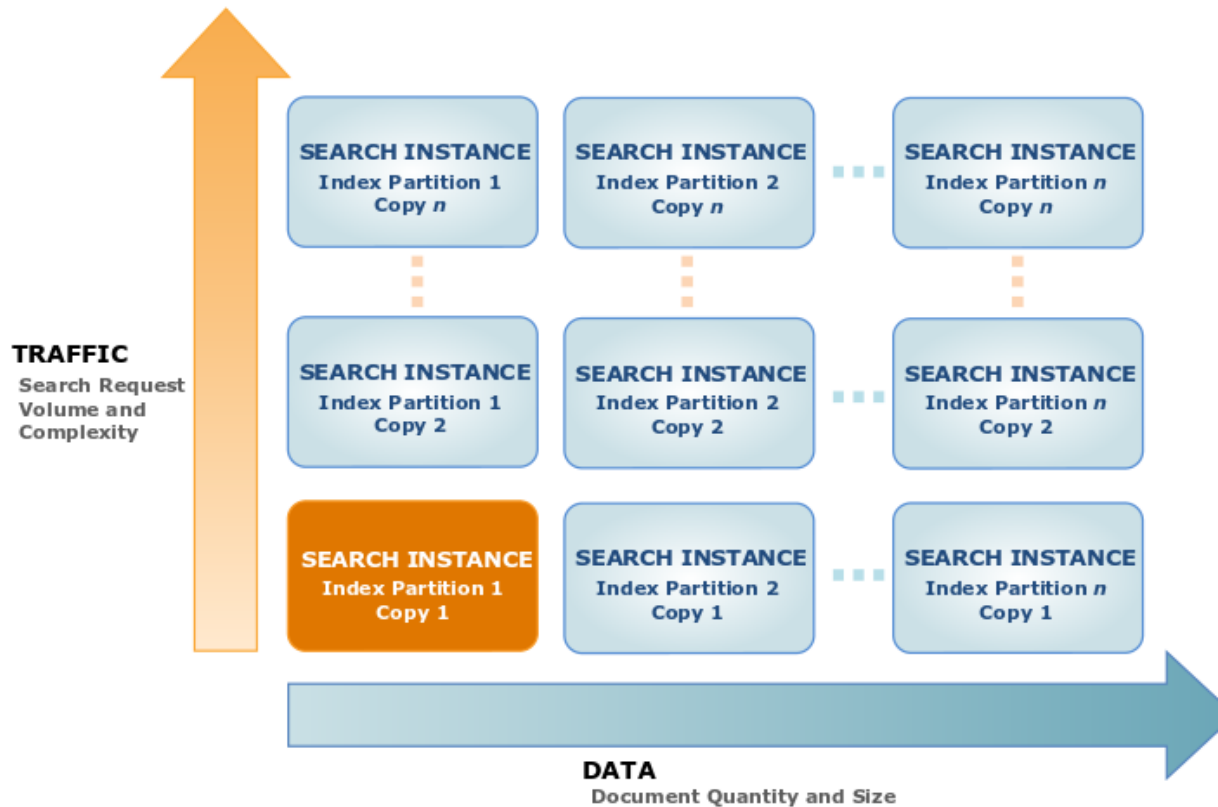 SEARCH INSTANCE
Index Partition 1
Copy n
SEARCH INSTANCE
Index Partition 2
Copy n
SEARCH INSTANCE
Index Partition n
Copy n
TRAFFIC
Search Request
Volume and
Complexity
SEARCH INSTANCE
Index Partition 1
Copy 2
SEARCH INSTANCE
Index Partition 2
Copy 2
SEARCH INSTANCE
Index Partition n
Copy 2
SEARCH INSTANCE
Index Partition 1
Copy 1
SEARCH INSTANCE
Index Partition 2
Copy 1
SEARCH INSTANCE
Index Partition n
Copy 1
DATA
Document Quantity and Size